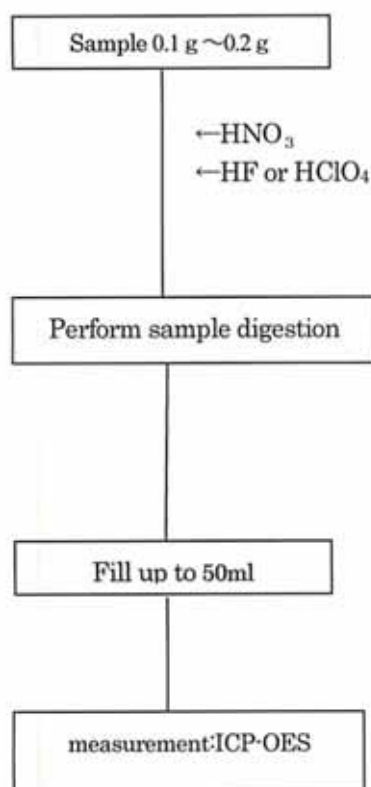 Sample 0.1 g ～0.2 g
←HNO₃
←HF or HClO₄
Perform sample digestion
Fill up to 50ml
measurement:ICP-OES